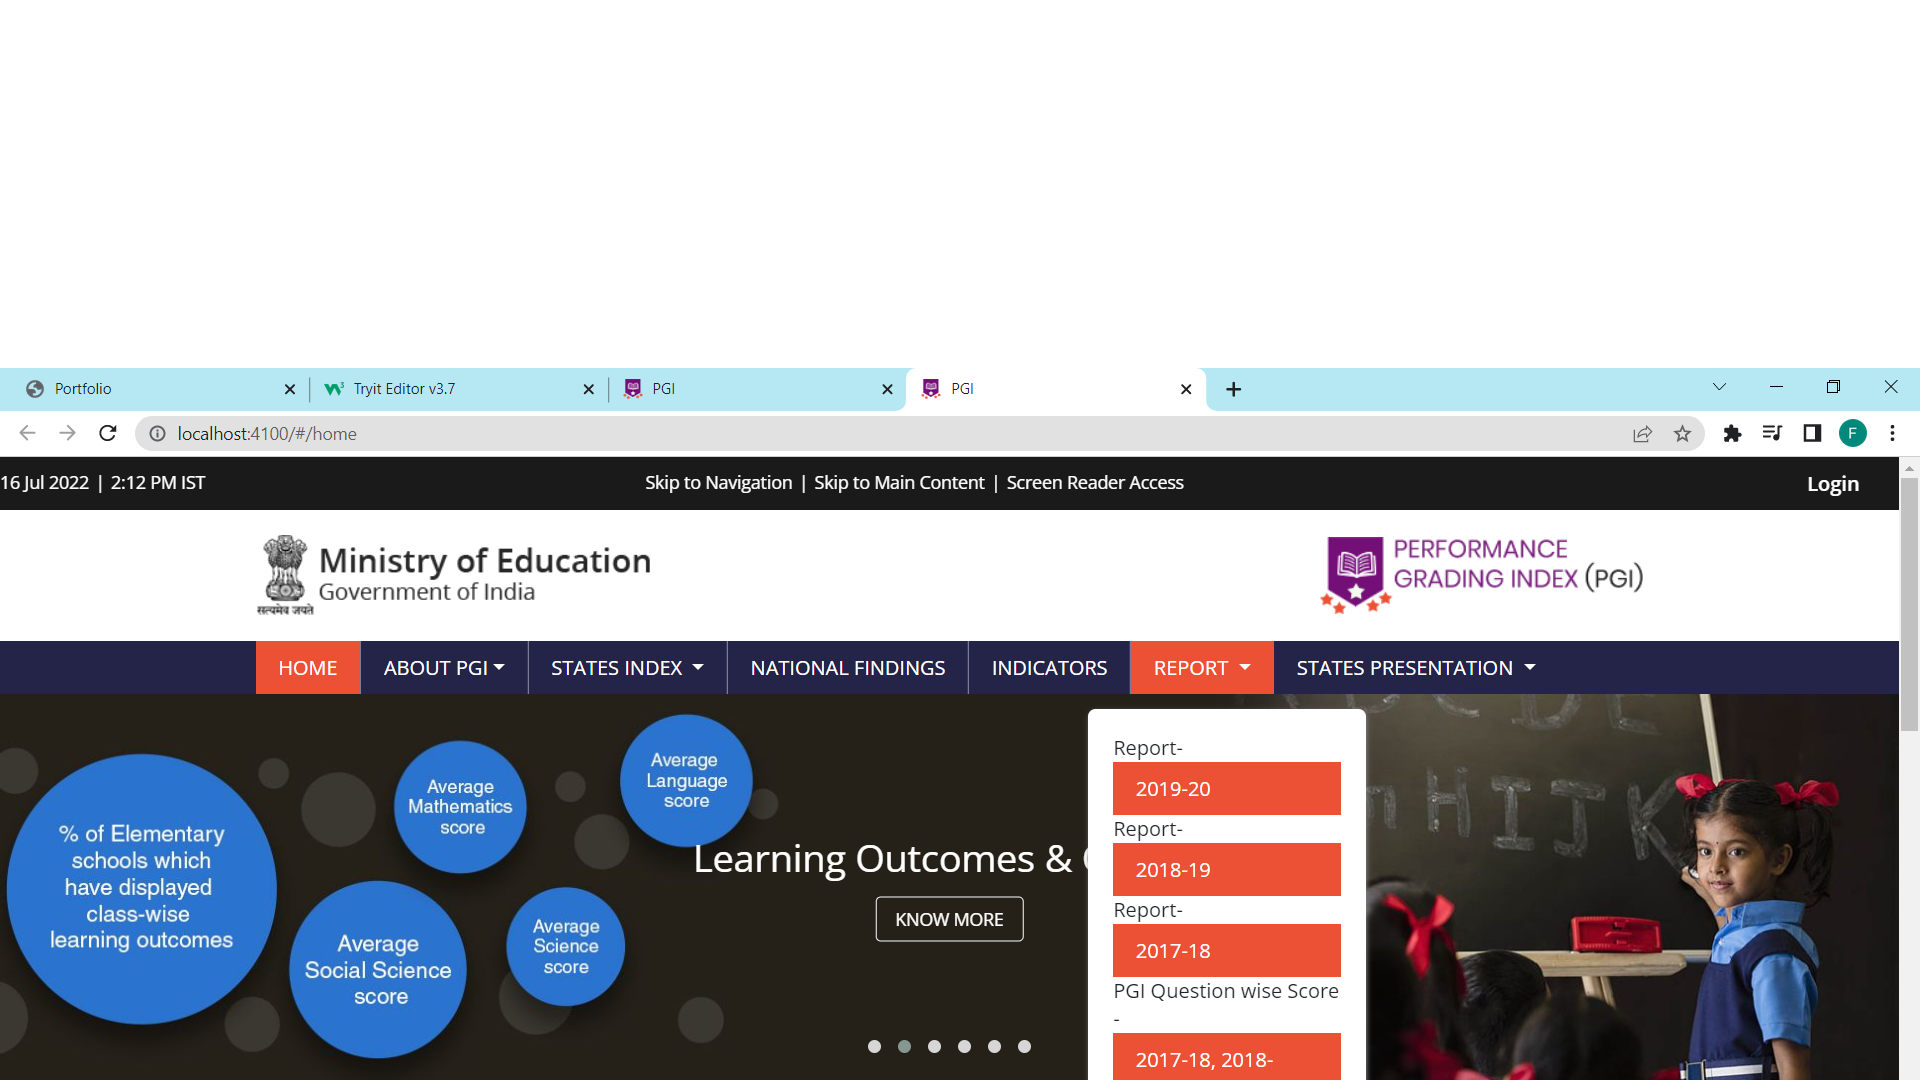 Portfolio
Tryit Editor v3.7
PGI
PGI
localhost:4100/#/home
F
16 Jul 2022 | 2:12 PM IST
Skip to Navigation | Skip to Main Content | Screen Reader Access
Login
सत्यमेव जयते
Ministry of Education
Government of India
PERFORMANCE
GRADING INDEX (PGI)
HOME
ABOUT PGI
STATES INDEX
NATIONAL FINDINGS
INDICATORS
REPORT
STATES PRESENTATION
% of Elementary
schools which
have displayed
class-wise
learning outcomes
Average
Mathematics
score
Average
Language
score
Average
Social Science
score
Average
Science
score
Learning Outcomes &
KNOW MORE
Report-
2019-20
Report-
2018-19
Report-
2017-18
PGI Question wise Score
-
2017-18, 2018-
HIJK